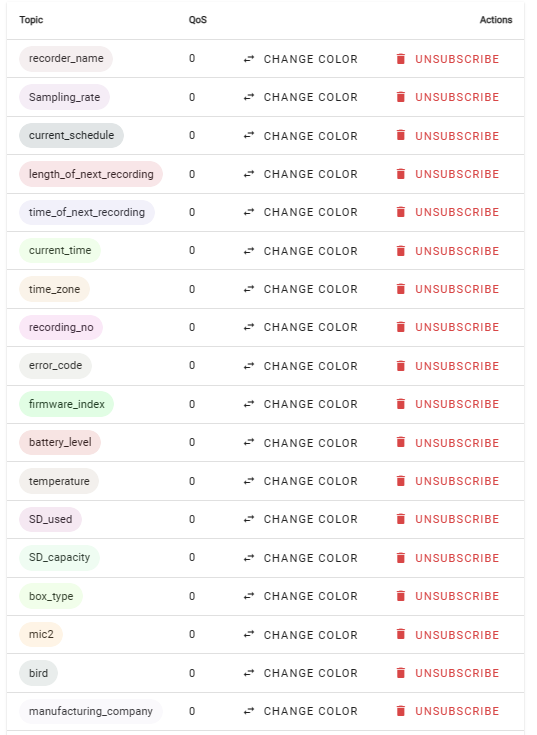 Topic QoS Actions
recorder_name 0 CHANGE COLOR UNSUBSCRIBE
Sampling_rate 0 CHANGE COLOR UNSUBSCRIBE
current_schedule 0 CHANGE COLOR UNSUBSCRIBE
length_of_next_recording 0 CHANGE COLOR UNSUBSCRIBE
time_of_next_recording 0 CHANGE COLOR UNSUBSCRIBE
current_time 0 CHANGE COLOR UNSUBSCRIBE
time_zone 0 CHANGE COLOR UNSUBSCRIBE
recording_no 0 CHANGE COLOR UNSUBSCRIBE
error_code 0 CHANGE COLOR UNSUBSCRIBE
firmware_index 0 CHANGE COLOR UNSUBSCRIBE
battery_level 0 CHANGE COLOR UNSUBSCRIBE
temperature 0 CHANGE COLOR UNSUBSCRIBE
SD_used 0 CHANGE COLOR UNSUBSCRIBE
SD_capacity 0 CHANGE COLOR UNSUBSCRIBE
box_type 0 CHANGE COLOR UNSUBSCRIBE
mic2 0 CHANGE COLOR UNSUBSCRIBE
bird 0 CHANGE COLOR UNSUBSCRIBE
manufacturing_company 0 CHANGE COLOR UNSUBSCRIBE